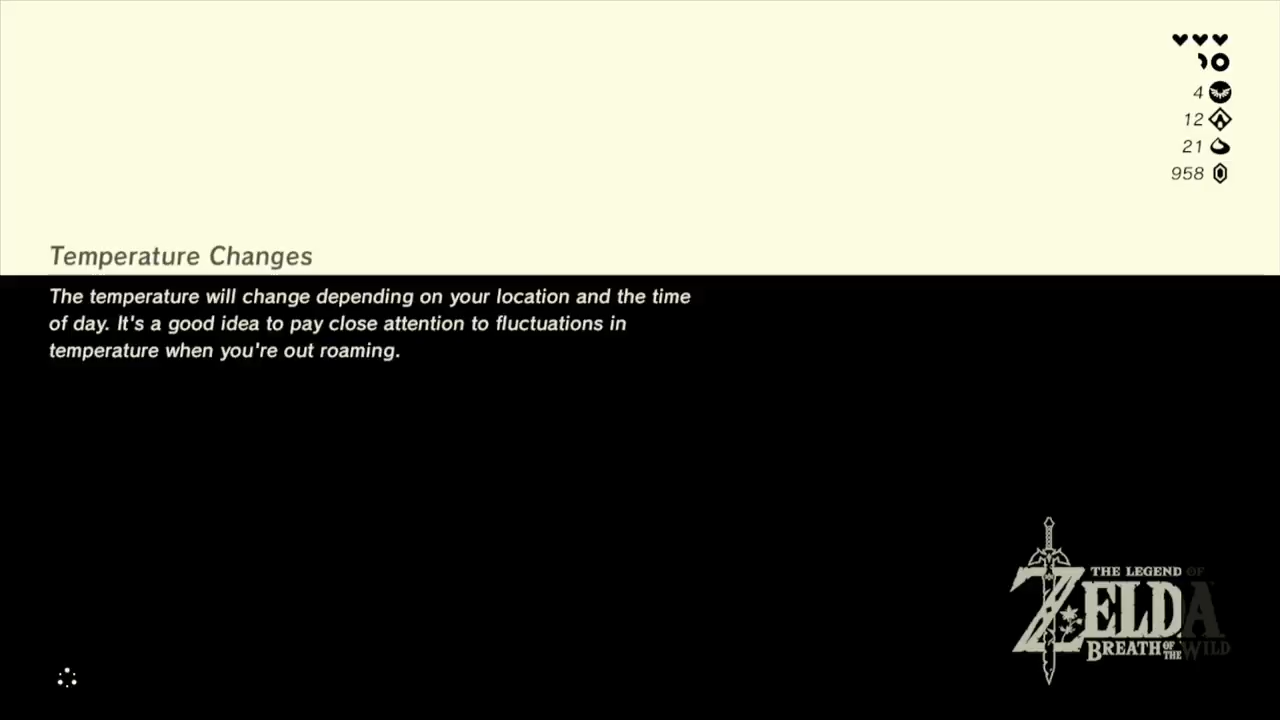 4
12
21
958
Temperature Changes
The temperature will change depending on your location and the time
of day. It's a good idea to pay close attention to fluctuations in
temperature when you're out roaming.
THE LEGEND OF
ZELDA
BREATH OF THE WILD